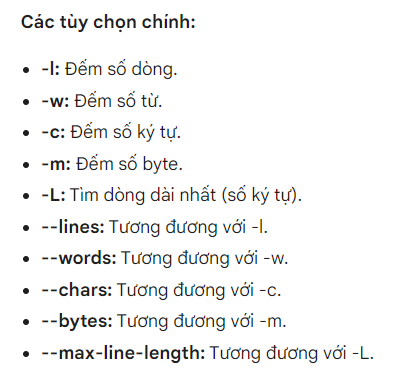 Các tùy chọn chính:
• -l: Đếm số dòng.
• -w: Đếm số từ.
• -c: Đếm số ký tự.
• -m: Đếm số byte.
• -L: Tìm dòng dài nhất (số ký tự).
• --lines: Tương đương với -l.
• --words: Tương đương với -w.
• --chars: Tương đương với -c.
• --bytes: Tương đương với -m.
• --max-line-length: Tương đương với -L.